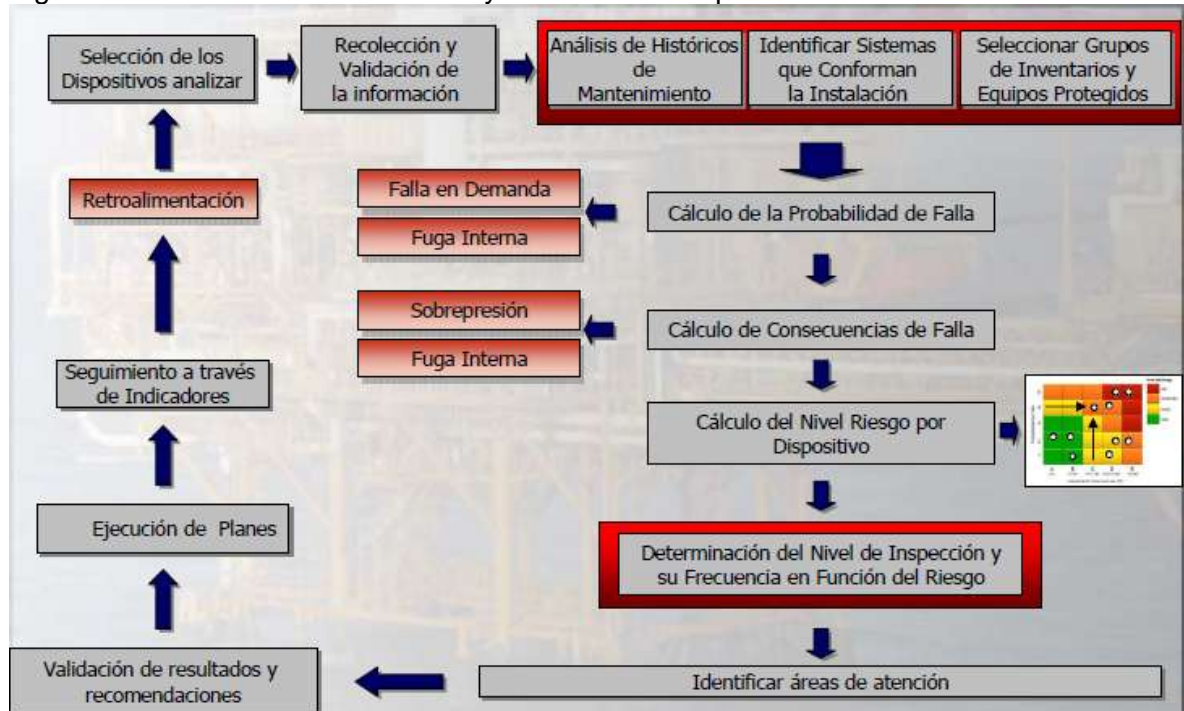 Selección de los
Dispositivos analizar
Recolección y
Validación de
la información
Análisis de Históricos
de
Mantenimiento
Identificar Sistemas
que Conforman
la Instalación
Seleccionar Grupos
de Inventarios y
Equipos Protegidos
Retroalimentación
Falla en Demanda
Fuga Interna
Cálculo de la Probabilidad de Falla
Sobrepresión
Fuga Interna
Cálculo de Consecuencias de Falla
Seguimiento a través
de Indicadores
Cálculo del Nivel Riesgo por
Dispositivo
Ejecución de Planes
Determinación del Nivel de Inspección y
su Frecuencia en Función del Riesgo
Validación de resultados y
recomendaciones
Identificar áreas de atención